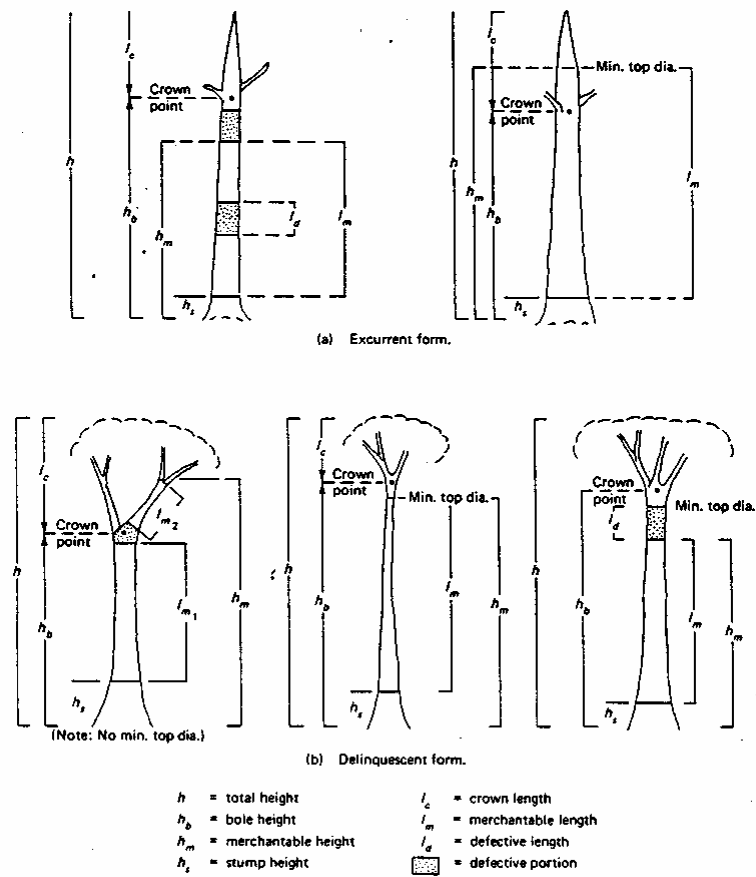 l_c
Crown
point
h
h_b
h_m
l_d
l_m
h_s
l_c
Min. top dia.
Crown
point
h
h_m
h_b
l_m
h_s
(a) Excurrent form.
l_c
Crown
point
h
h_b
l_m2
l_m1
h_m
h_s
(Note: No min. top dia.)
l_c
Crown
point
Min. top dia.
h
h_b
l_m
h_m
h_s
Crown
point
Min. top dia.
l_d
h
h_b
l_m
h_m
h_s
(b) Delinquescent form.
h = total height
h_b = bole height
h_m = merchantable height
h_s = stump height
l_c = crown length
l_m = merchantable length
l_d = defective length
= defective portion